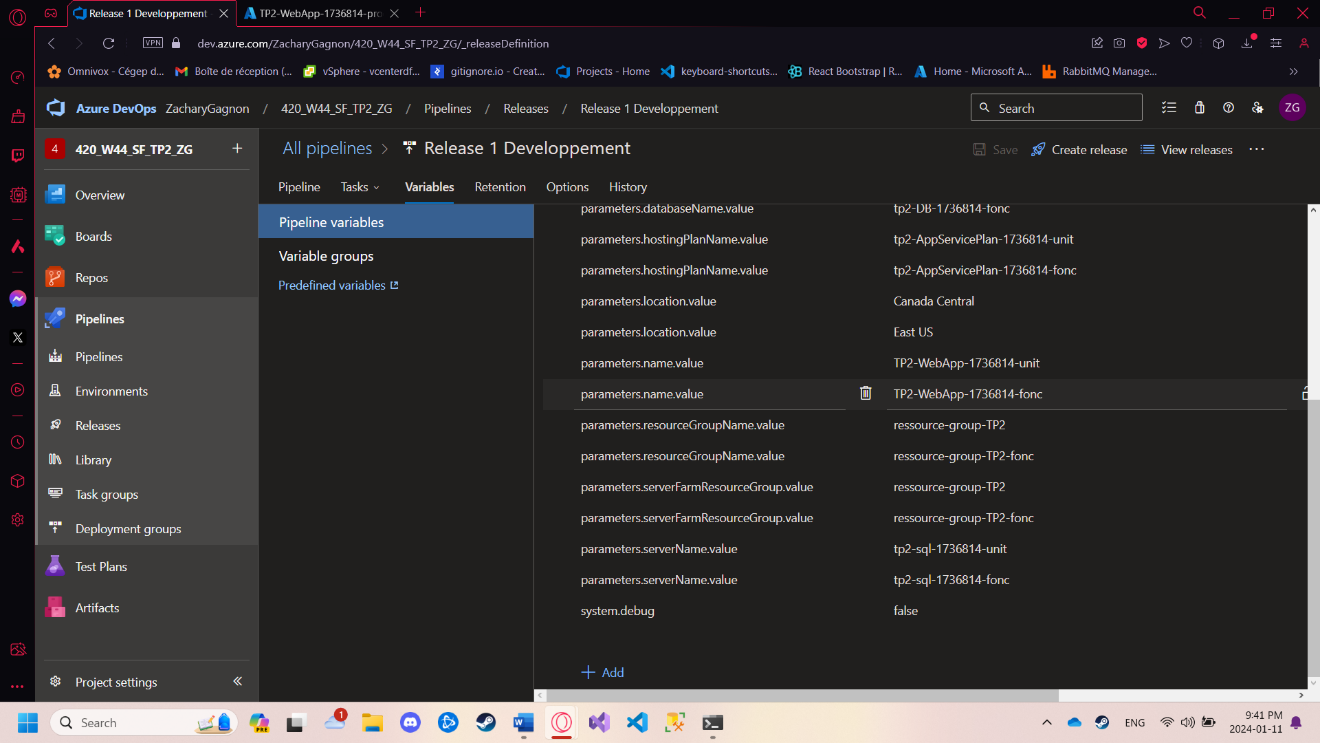 Release 1 Developpement
TP2-WebApp-1736814-pro
VPN
dev.azure.com/ZacharyGagnon/420_W44_SF_TP2_ZG/_releaseDefinition
Omnivox - Cégep d...
Boîte de réception (...
vSphere - vcenterdf...
gitignore.io - Creat...
Projects - Home
keyboard-shortcuts...
React Bootstrap | R...
Home - Microsoft A...
RabbitMQ Manage...
Azure DevOps ZacharyGagnon / 420_W44_SF_TP2_ZG / Pipelines / Releases / Release 1 Developpement
Search
ZG
4 420_W44_SF_TP2_ZG
Overview
Boards
Repos
Pipelines
Pipelines
Environments
Releases
Library
Task groups
Deployment groups
Test Plans
Artifacts
Project settings
All pipelines > Release 1 Developpement
Save
Create release
View releases
Pipeline Tasks Variables Retention Options History
Pipeline variables
Variable groups
Predefined variables
parameters.databaseName.value tp2-DB-1736814-fonc
parameters.hostingPlanName.value tp2-AppServicePlan-1736814-unit
parameters.hostingPlanName.value tp2-AppServicePlan-1736814-fonc
parameters.location.value Canada Central
parameters.location.value East US
parameters.name.value TP2-WebApp-1736814-unit
parameters.name.value TP2-WebApp-1736814-fonc
parameters.resourceGroupName.value ressource-group-TP2
parameters.resourceGroupName.value ressource-group-TP2-fonc
parameters.serverFarmResourceGroup.value ressource-group-TP2
parameters.serverFarmResourceGroup.value ressource-group-TP2-fonc
parameters.serverName.value tp2-sql-1736814-unit
parameters.serverName.value tp2-sql-1736814-fonc
system.debug false
Add
Search
PRE
1
ENG
9:41 PM
2024-01-11